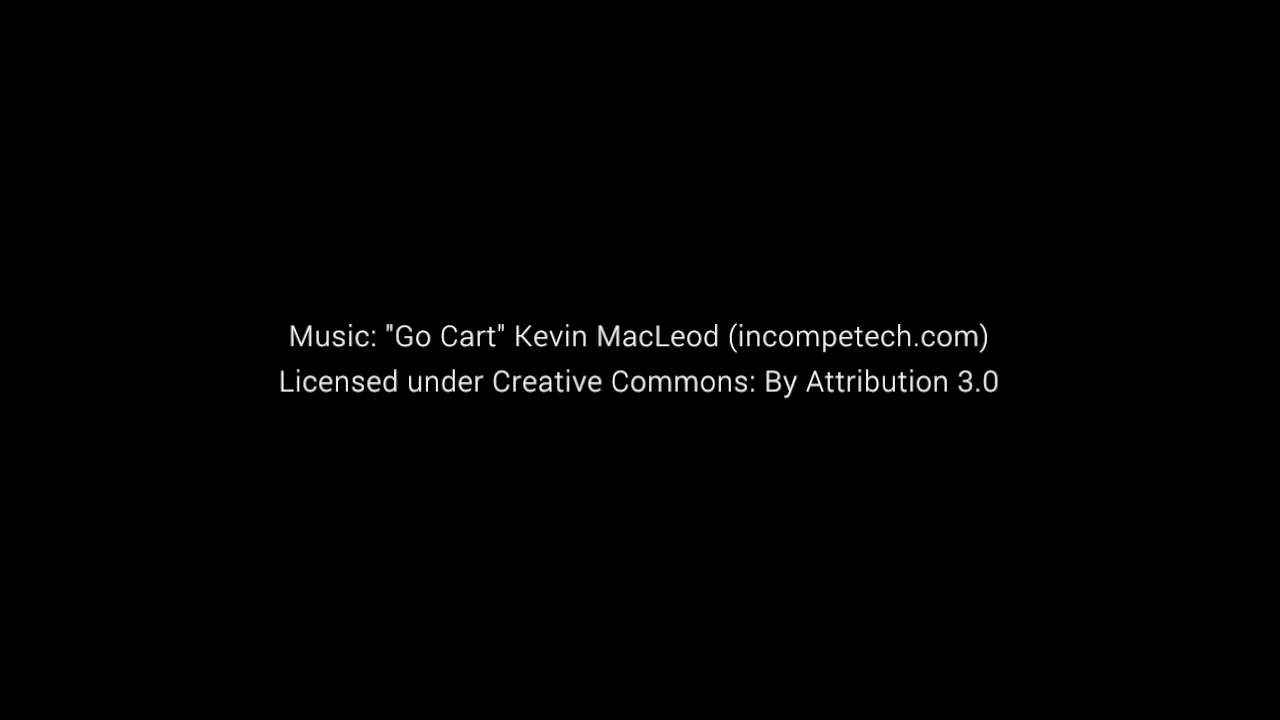 Music: "Go Cart" Kevin MacLeod (incompetech.com)
Licensed under Creative Commons: By Attribution 3.0